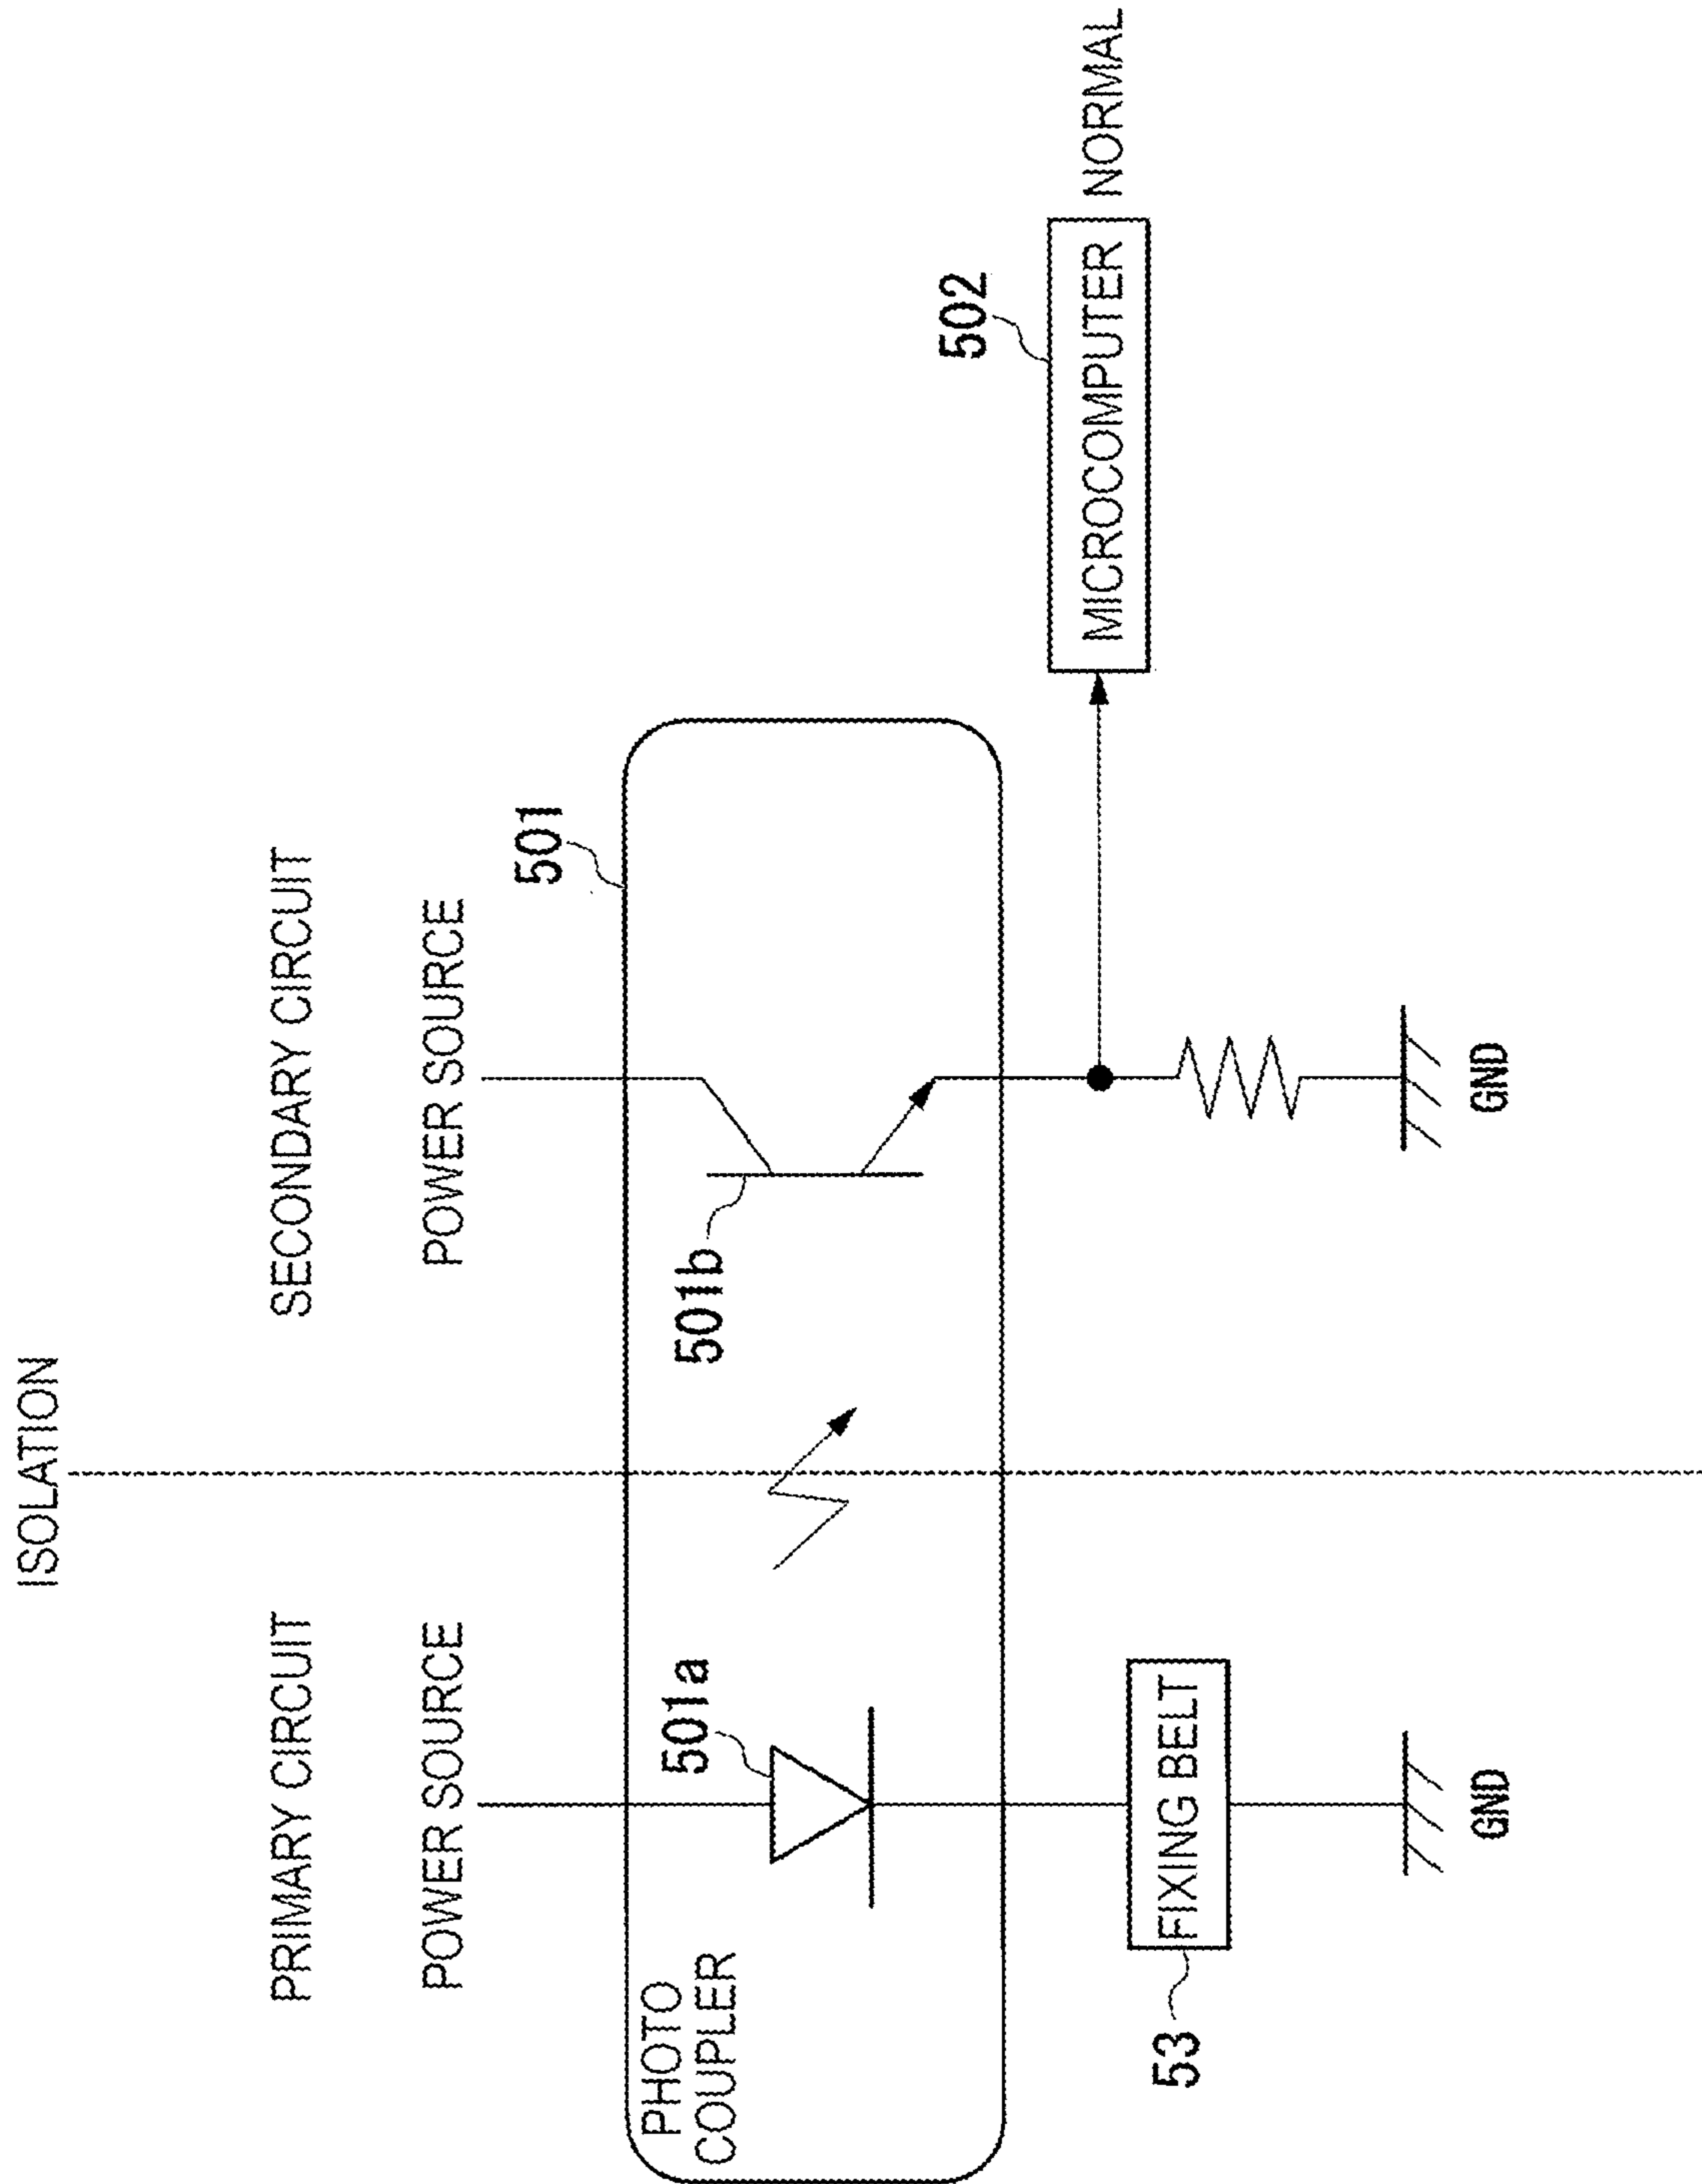 ISOLATION
PRIMARY CIRCUIT
SECONDARY CIRCUIT
POWER SOURCE
POWER SOURCE
501
PHOTO
COUPLER
501a
501b
502
53
FIXING BELT
MICROCOMPUTER
NORMAL
GND
GND